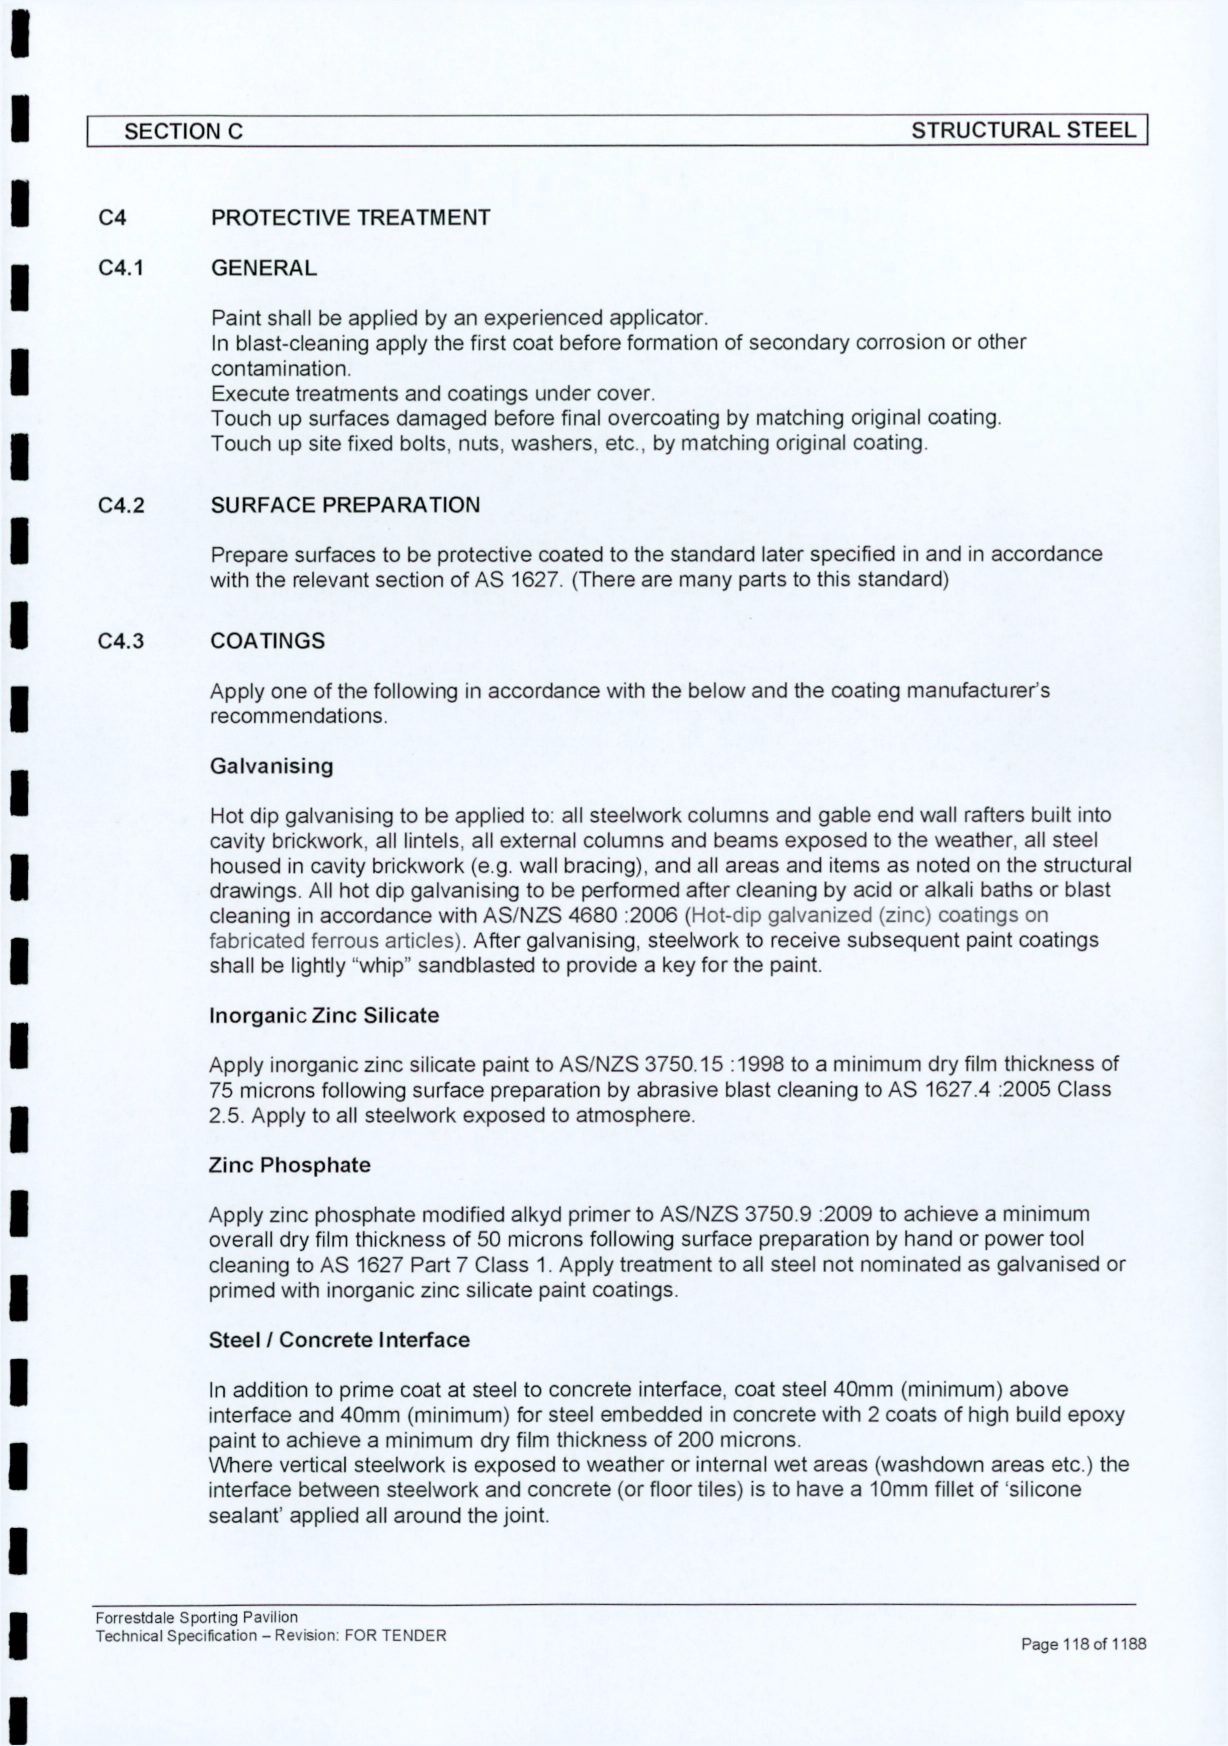 SECTION C STRUCTURAL STEEL
C4 PROTECTIVE TREATMENT
C4.1 GENERAL
Paint shall be applied by an experienced applicator.
In blast-cleaning apply the first coat before formation of secondary corrosion or other
contamination.
Execute treatments and coatings under cover.
Touch up surfaces damaged before final overcoating by matching original coating.
Touch up site fixed bolts, nuts, washers, etc., by matching original coating.
C4.2 SURFACE PREPARATION
Prepare surfaces to be protective coated to the standard later specified in and in accordance
with the relevant section of AS 1627. (There are many parts to this standard)
C4.3 COATINGS
Apply one of the following in accordance with the below and the coating manufacturer's
recommendations.
Galvanising
Hot dip galvanising to be applied to: all steelwork columns and gable end wall rafters built into
cavity brickwork, all lintels, all external columns and beams exposed to the weather, all steel
housed in cavity brickwork (e.g. wall bracing), and all areas and items as noted on the structural
drawings. All hot dip galvanising to be performed after cleaning by acid or alkali baths or blast
cleaning in accordance with AS/NZS 4680 :2006 (Hot-dip galvanized (zinc) coatings on
fabricated ferrous articles). After galvanising, steelwork to receive subsequent paint coatings
shall be lightly “whip” sandblasted to provide a key for the paint.
Inorganic Zinc Silicate
Apply inorganic zinc silicate paint to AS/NZS 3750.15 :1998 to a minimum dry film thickness of
75 microns following surface preparation by abrasive blast cleaning to AS 1627.4 :2005 Class
2.5. Apply to all steelwork exposed to atmosphere.
Zinc Phosphate
Apply zinc phosphate modified alkyd primer to AS/NZS 3750.9 :2009 to achieve a minimum
overall dry film thickness of 50 microns following surface preparation by hand or power tool
cleaning to AS 1627 Part 7 Class 1. Apply treatment to all steel not nominated as galvanised or
primed with inorganic zinc silicate paint coatings.
Steel / Concrete Interface
In addition to prime coat at steel to concrete interface, coat steel 40mm (minimum) above
interface and 40mm (minimum) for steel embedded in concrete with 2 coats of high build epoxy
paint to achieve a minimum dry film thickness of 200 microns.
Where vertical steelwork is exposed to weather or internal wet areas (washdown areas etc.) the
interface between steelwork and concrete (or floor tiles) is to have a 10mm fillet of ‘silicone
sealant’ applied all around the joint.
Forrestdale Sporting Pavilion
Technical Specification – Revision: FOR TENDER
Page 118 of 1188